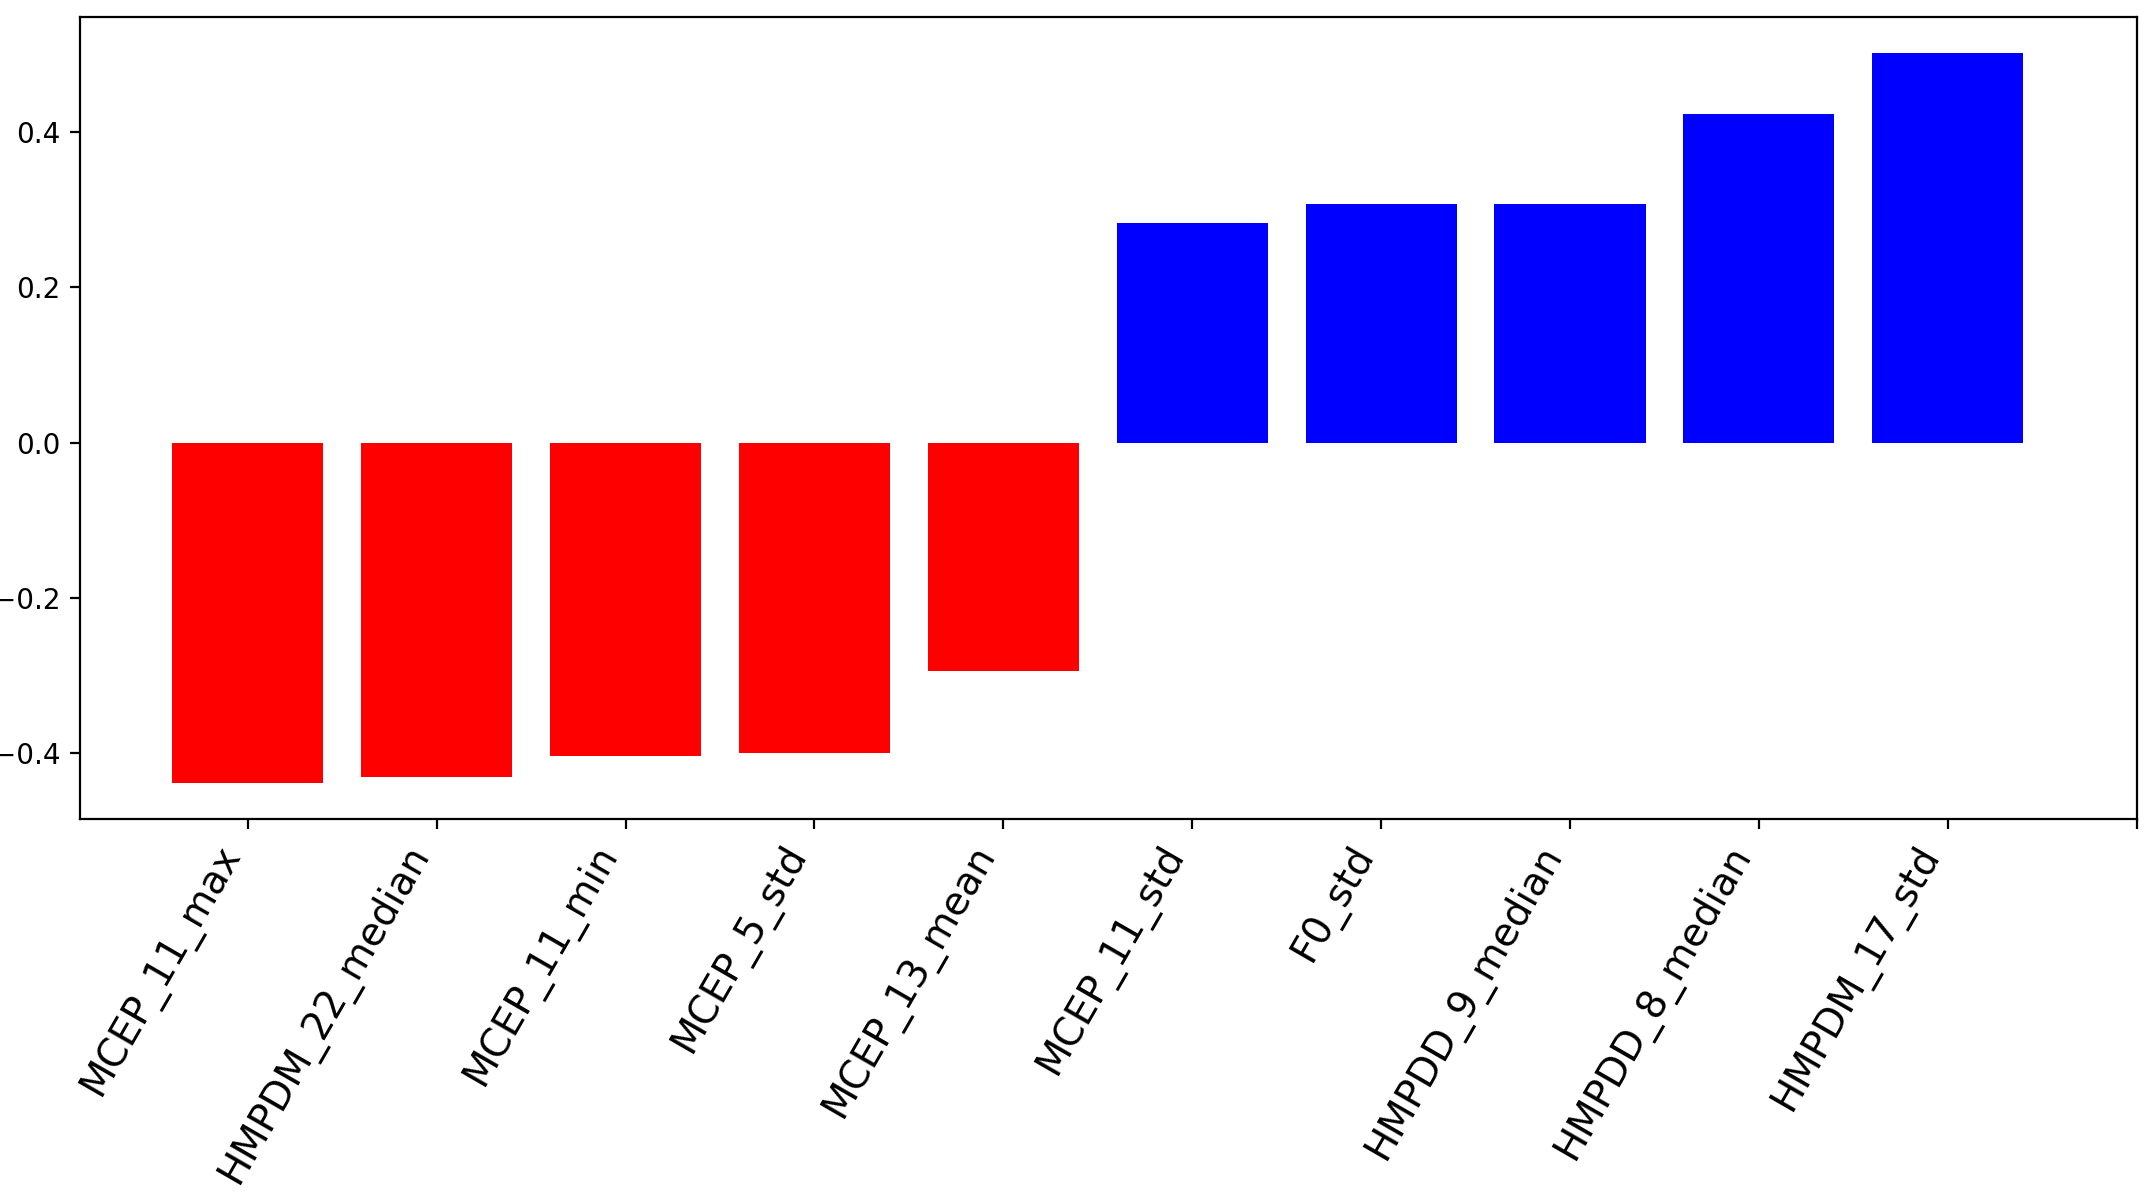 0.4
0.2
0.0
−0.2
−0.4
MCEP_11_max
HMPDM_22_median
MCEP_11_min
MCEP_5_std
MCEP_13_mean
MCEP_11_std
F0_std
HMPDD_9_median
HMPDD_8_median
HMPDM_17_std